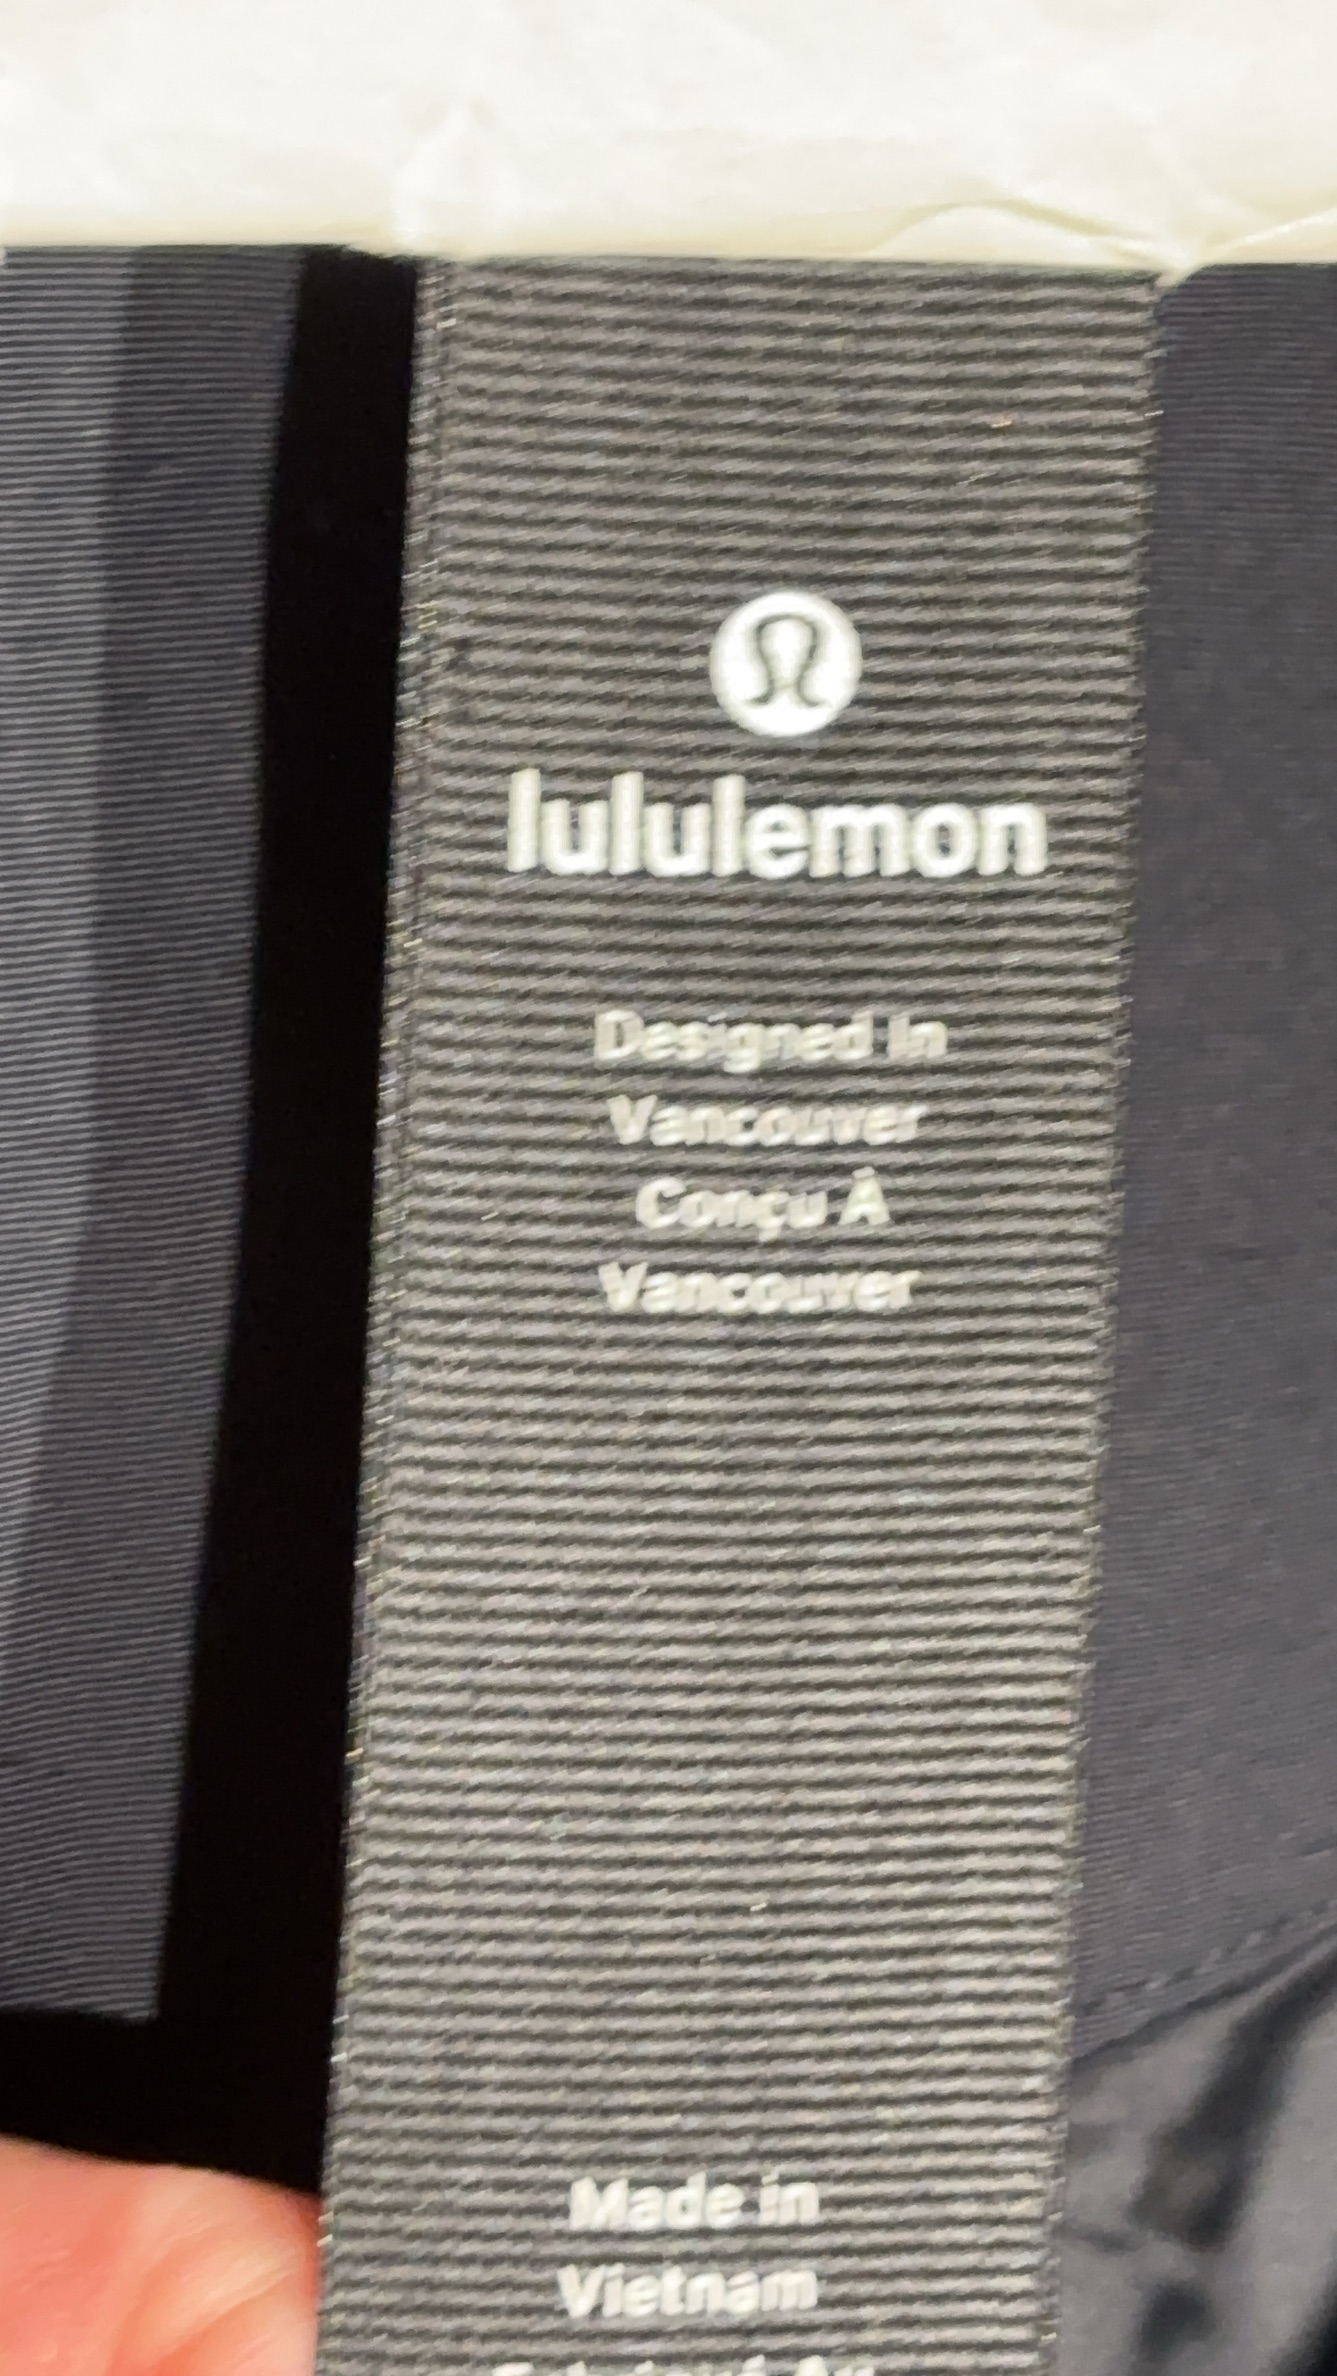 lululemon
Designed in
Vancouver
Conçu À
Vancouver
Made in
Vietnam